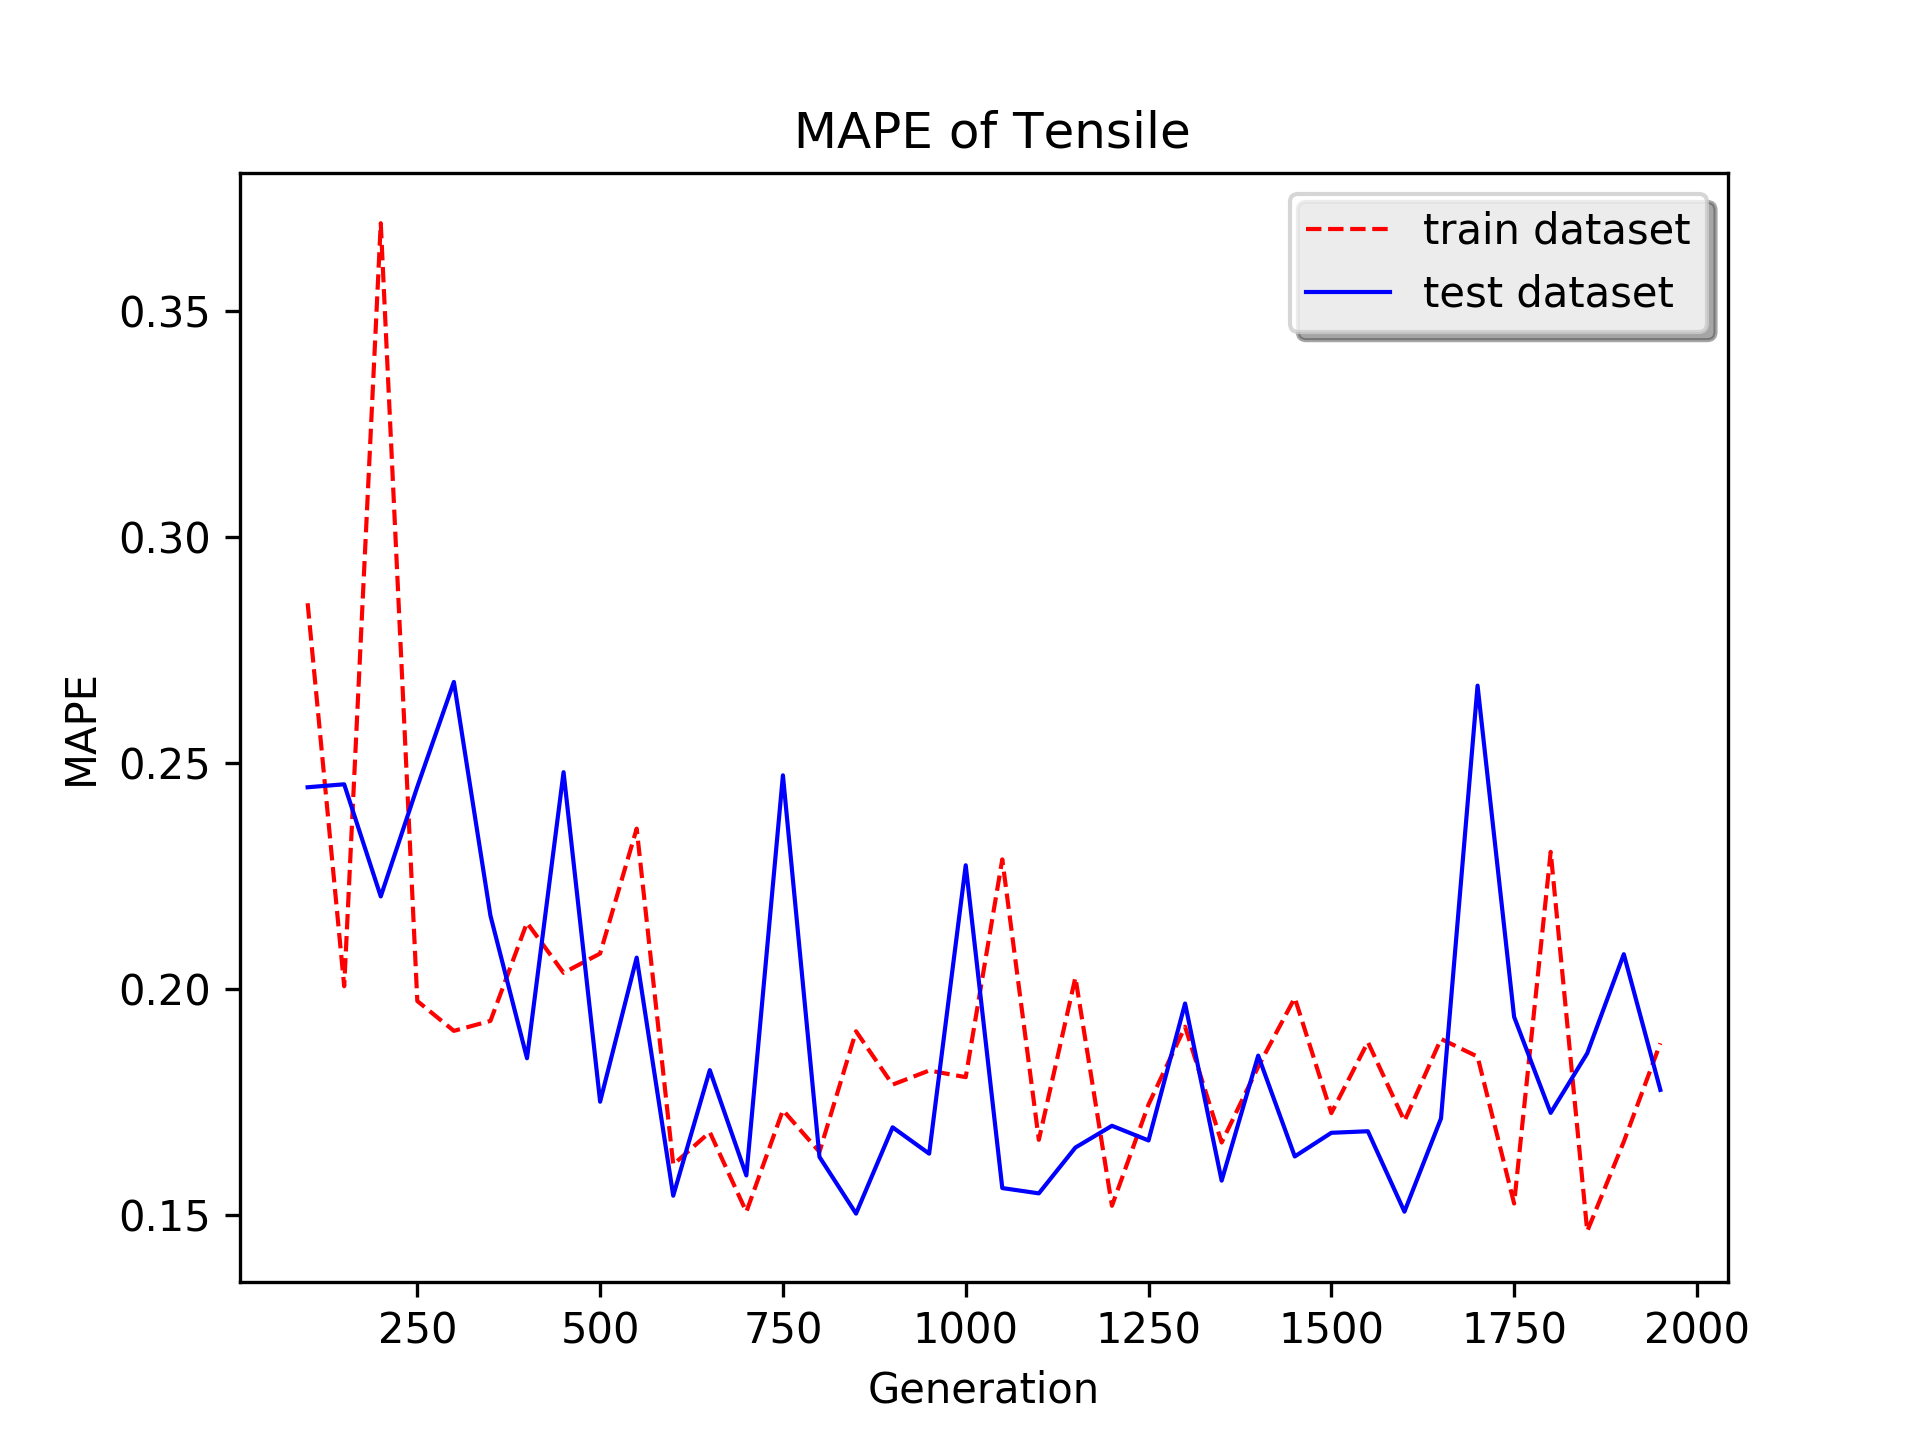 MAPE of Tensile
train dataset
test dataset
0.35
0.30
0.25
0.20
0.15
MAPE
250 500 750 1000 1250 1500 1750 2000
Generation